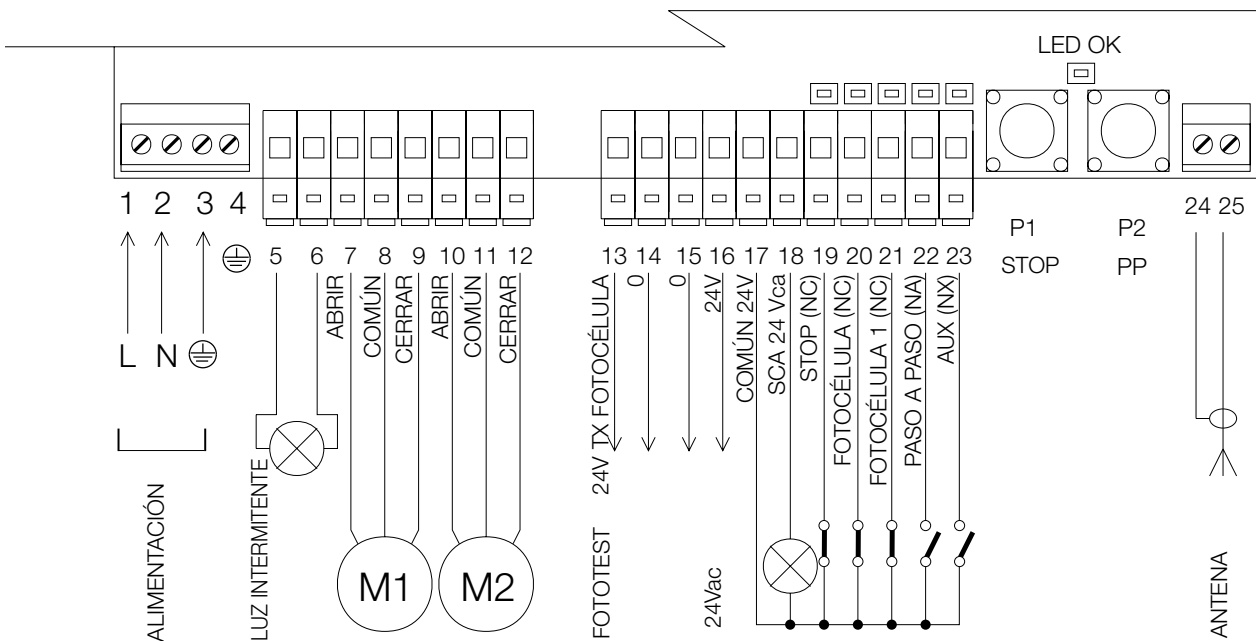 LED OK
1 2 3 4
24 25
P1
STOP
P2
PP
5 6 7 8 9 10 11 12
13 14 15 16 17 18 19 20 21 22 23
ABRIR
COMÚN
CERRAR
ABRIR
COMÚN
CERRAR
24V TX FOTOCÉLULA
0
0
24V
COMÚN 24V
SCA 24 Vca
STOP (NC)
FOTOCÉLULA (NC)
FOTOCÉLULA 1 (NC)
PASO A PASO (NA)
AUX (NX)
L N
ALIMENTACIÓN
LUZ INTERMITENTE
M1
M2
FOTOTEST
24Vac
ANTENA